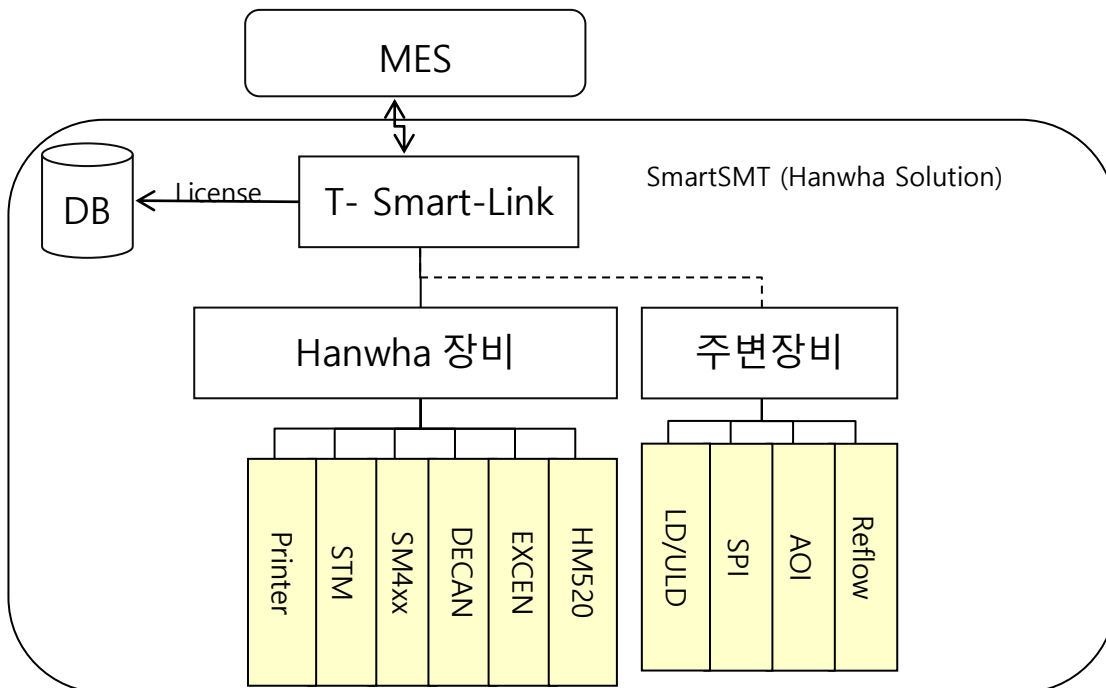 MES
SmartSMT (Hanwha Solution)
DB
License
T- Smart-Link
Hanwha 장비
주변장비
Printer
STM
SM4xx
DECAN
EXCEN
HM520
LD/ULD
SPI
AOI
Reflow